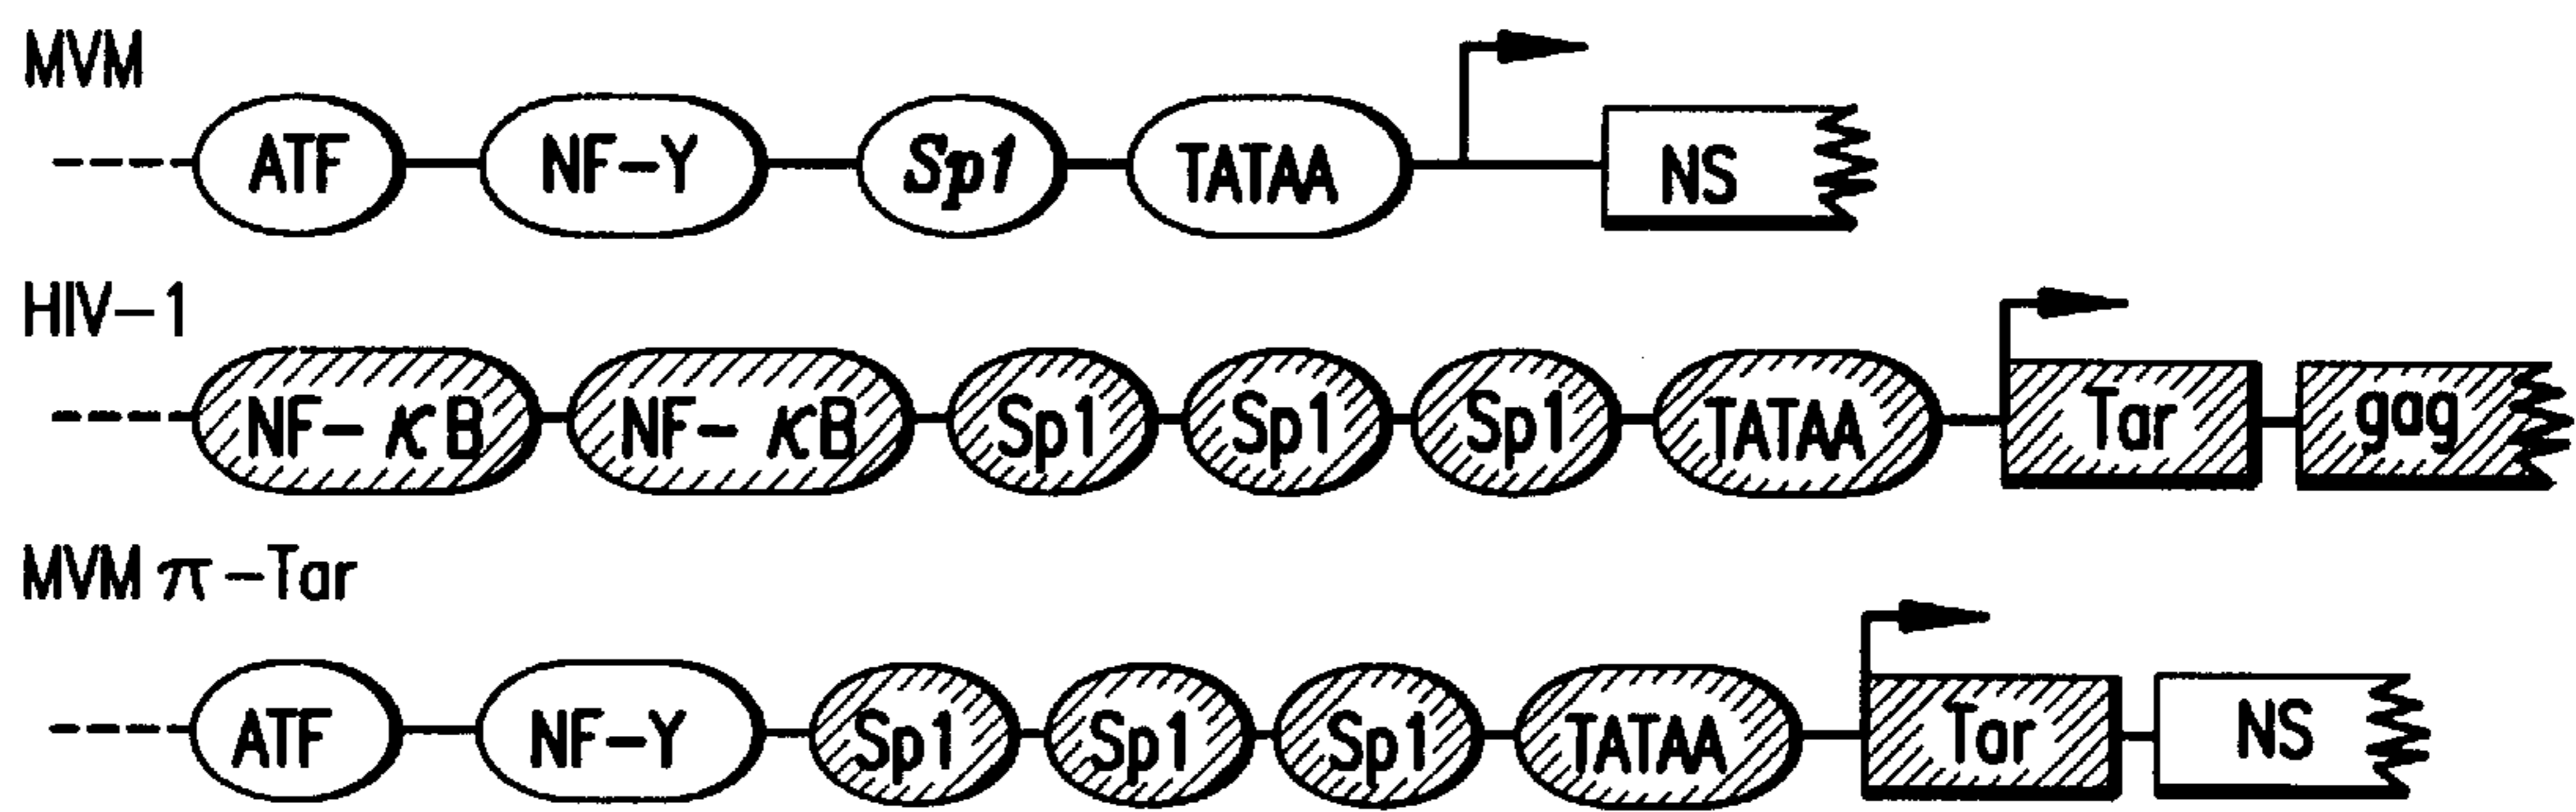 MVM
ATF NF-Y Sp1 TATAA NS
HIV-1
NF-κB NF-κB Sp1 Sp1 Sp1 TATAA Tar gag
MVM π-Tar
ATF NF-Y Sp1 Sp1 Sp1 TATAA Tar NS